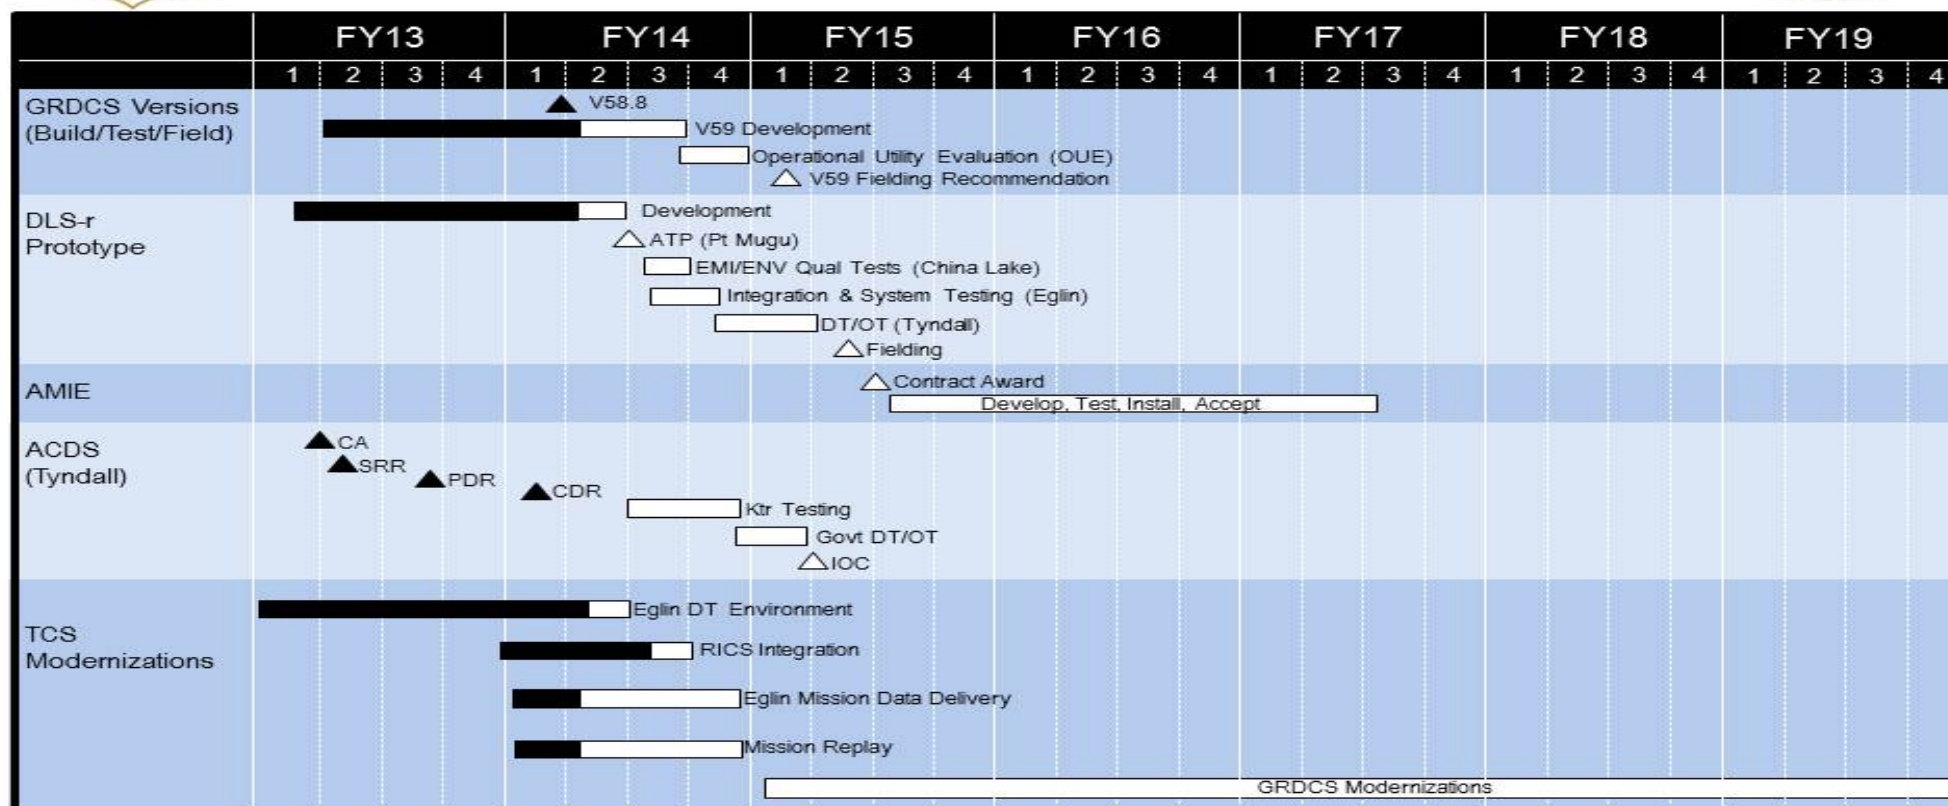 FY13 FY14 FY15 FY16 FY17 FY18 FY19
1 2 3 4 1 2 3 4 1 2 3 4 1 2 3 4 1 2 3 4 1 2 3 4 1 2 3 4
GRDCS Versions
(Build/Test/Field)
V58.8
V59 Development
Operational Utility Evaluation (OUE)
V59 Fielding Recommendation
DLS-r
Prototype
Development
ATP (Pt Mugu)
EMI/ENV Qual Tests (China Lake)
Integration & System Testing (Eglin)
DT/OT (Tyndall)
Fielding
AMIE
Contract Award
Develop, Test, Install, Accept
ACDS
(Tyndall)
CA
SRR
PDR
CDR
Ktr Testing
Govt DT/OT
IOC
TCS
Modernizations
Eglin DT Environment
RICS Integration
Eglin Mission Data Delivery
Mission Replay
GRDCS Modernizations